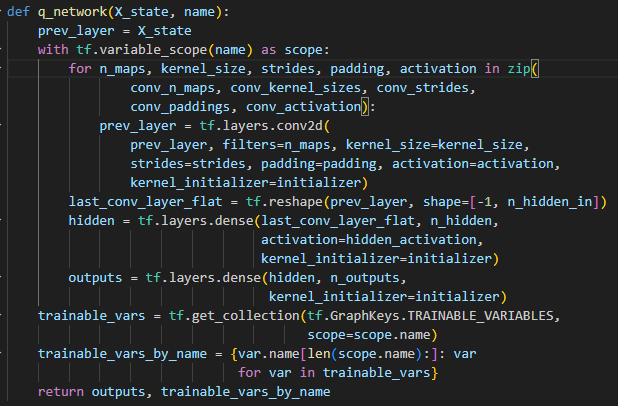 def q_network(X_state, name):
    prev_layer = X_state
    with tf.variable_scope(name) as scope:
        for n_maps, kernel_size, strides, padding, activation in zip(
                conv_n_maps, conv_kernel_sizes, conv_strides,
                conv_paddings, conv_activation):
            prev_layer = tf.layers.conv2d(
                prev_layer, filters=n_maps, kernel_size=kernel_size,
                strides=strides, padding=padding, activation=activation,
                kernel_initializer=initializer)
        last_conv_layer_flat = tf.reshape(prev_layer, shape=[-1, n_hidden_in])
        hidden = tf.layers.dense(last_conv_layer_flat, n_hidden,
                                 activation=hidden_activation,
                                 kernel_initializer=initializer)
        outputs = tf.layers.dense(hidden, n_outputs,
                                  kernel_initializer=initializer)
    trainable_vars = tf.get_collection(tf.GraphKeys.TRAINABLE_VARIABLES,
                                       scope=scope.name)
    trainable_vars_by_name = {var.name[len(scope.name):]: var
                              for var in trainable_vars}
    return outputs, trainable_vars_by_name